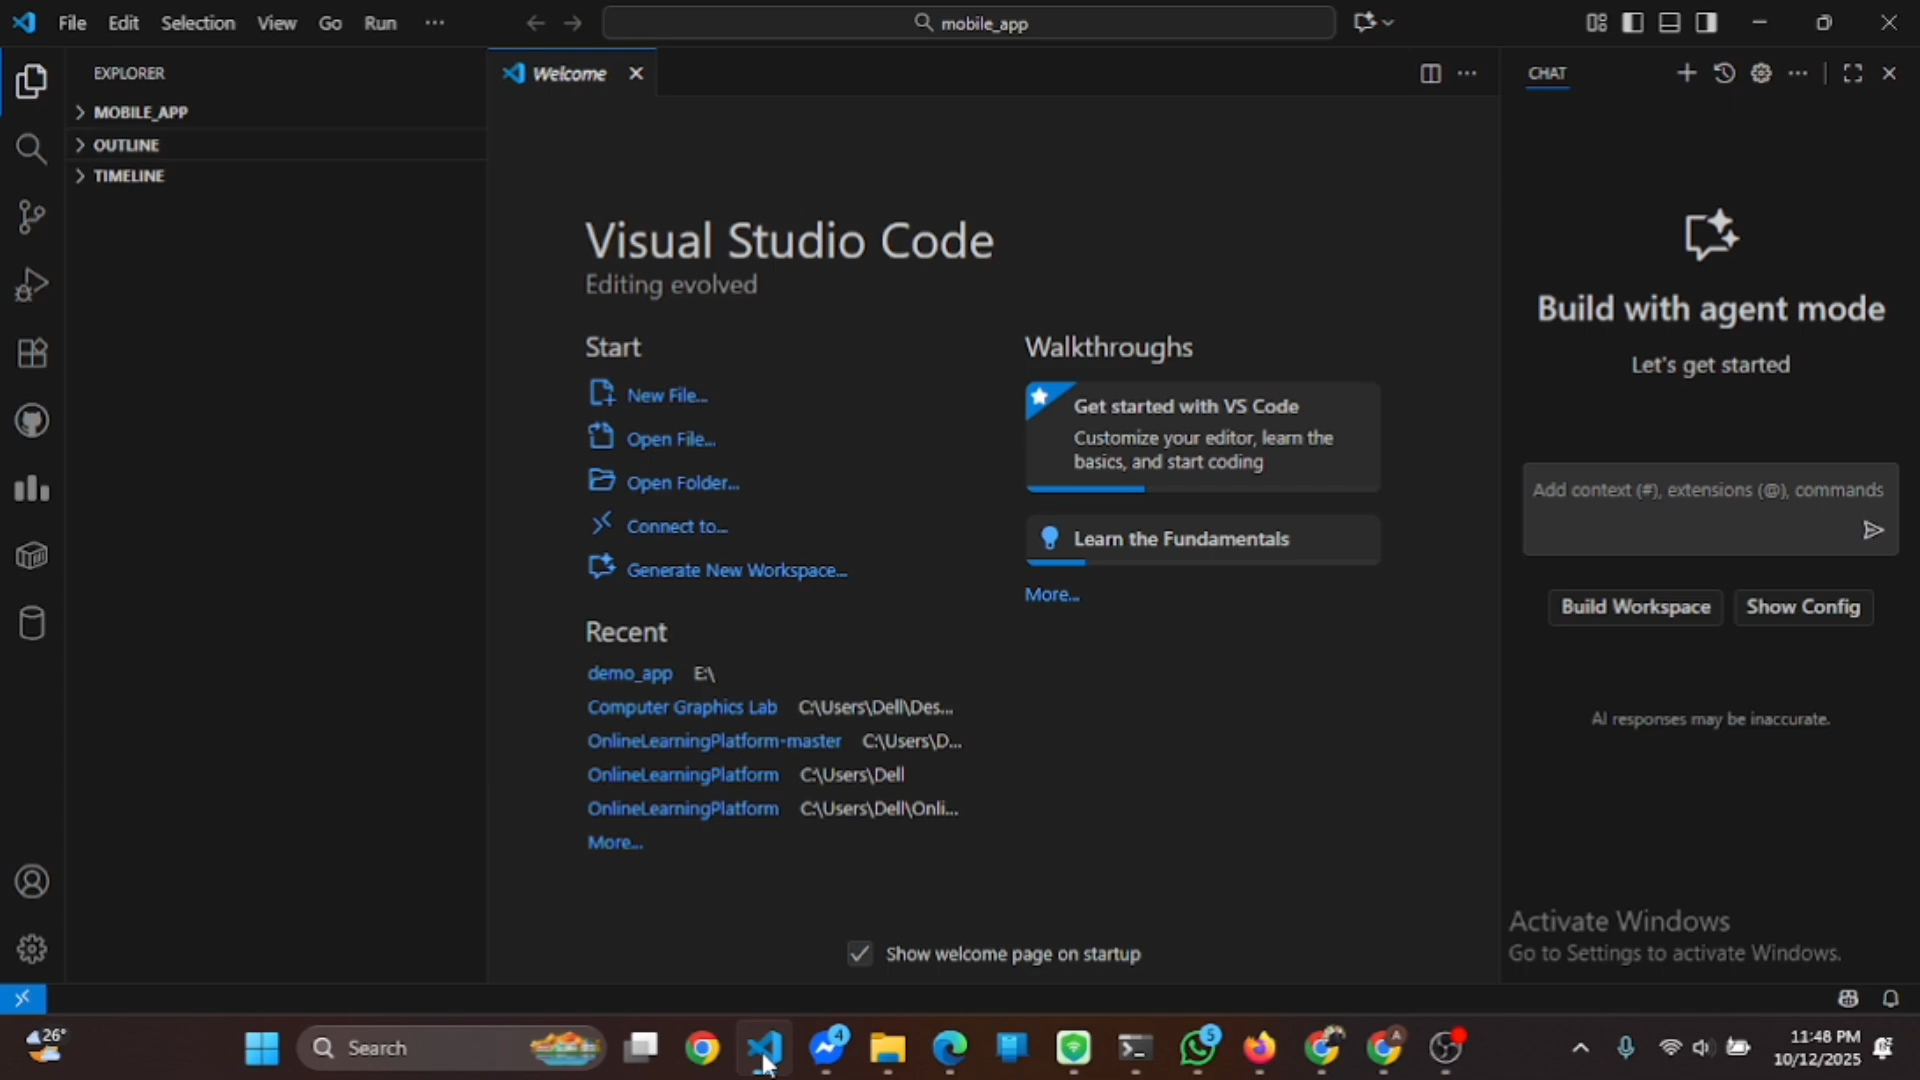 File Edit Selection View Go Run ···
mobile_app
EXPLORER
MOBILE_APP
OUTLINE
TIMELINE
Welcome
Visual Studio Code
Editing evolved
Start
New File...
Open File...
Open Folder...
Connect to...
Generate New Workspace...
Recent
demo_app E:\
Computer Graphics Lab C:\Users\Dell\Des...
OnlineLearningPlatform-master C:\Users\D...
OnlineLearningPlatform C:\Users\Dell
OnlineLearningPlatform C:\Users\Dell\Onli...
More...
Walkthroughs
Get started with VS Code
Customize your editor, learn the
basics, and start coding
Learn the Fundamentals
More...
Show welcome page on startup
CHAT
Build with agent mode
Let's get started
Add context (#), extensions (@), commands
Build Workspace Show Config
AI responses may be inaccurate.
Activate Windows
Go to Settings to activate Windows.
26°
Search
4
5
A
11:48 PM
10/12/2025